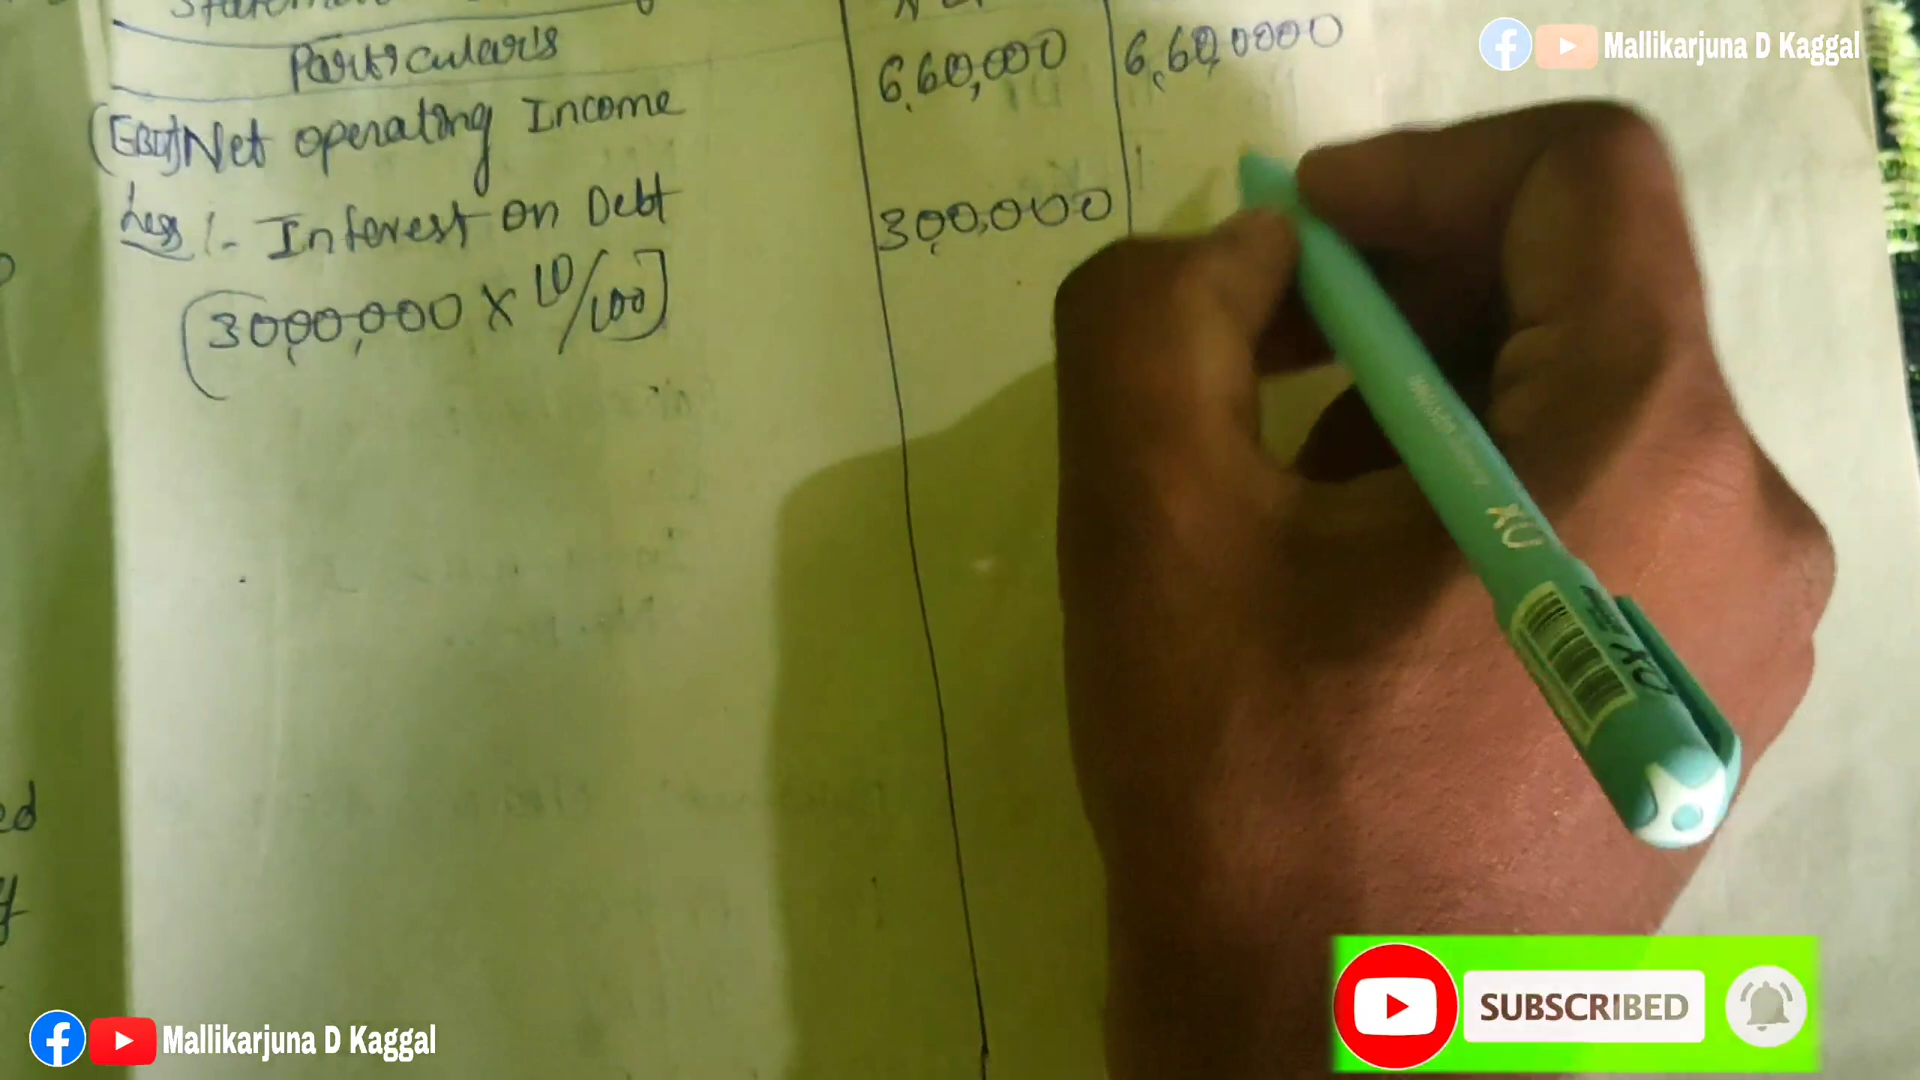 Particulars
(EBIT) Net operating Income 6,60,000 6,60,0000
Less :- Interest on Debt 300,000
(3000,000 X 10/100]
ed
Mallikarjuna D Kaggal
Mallikarjuna D Kaggal
SUBSCRIBED